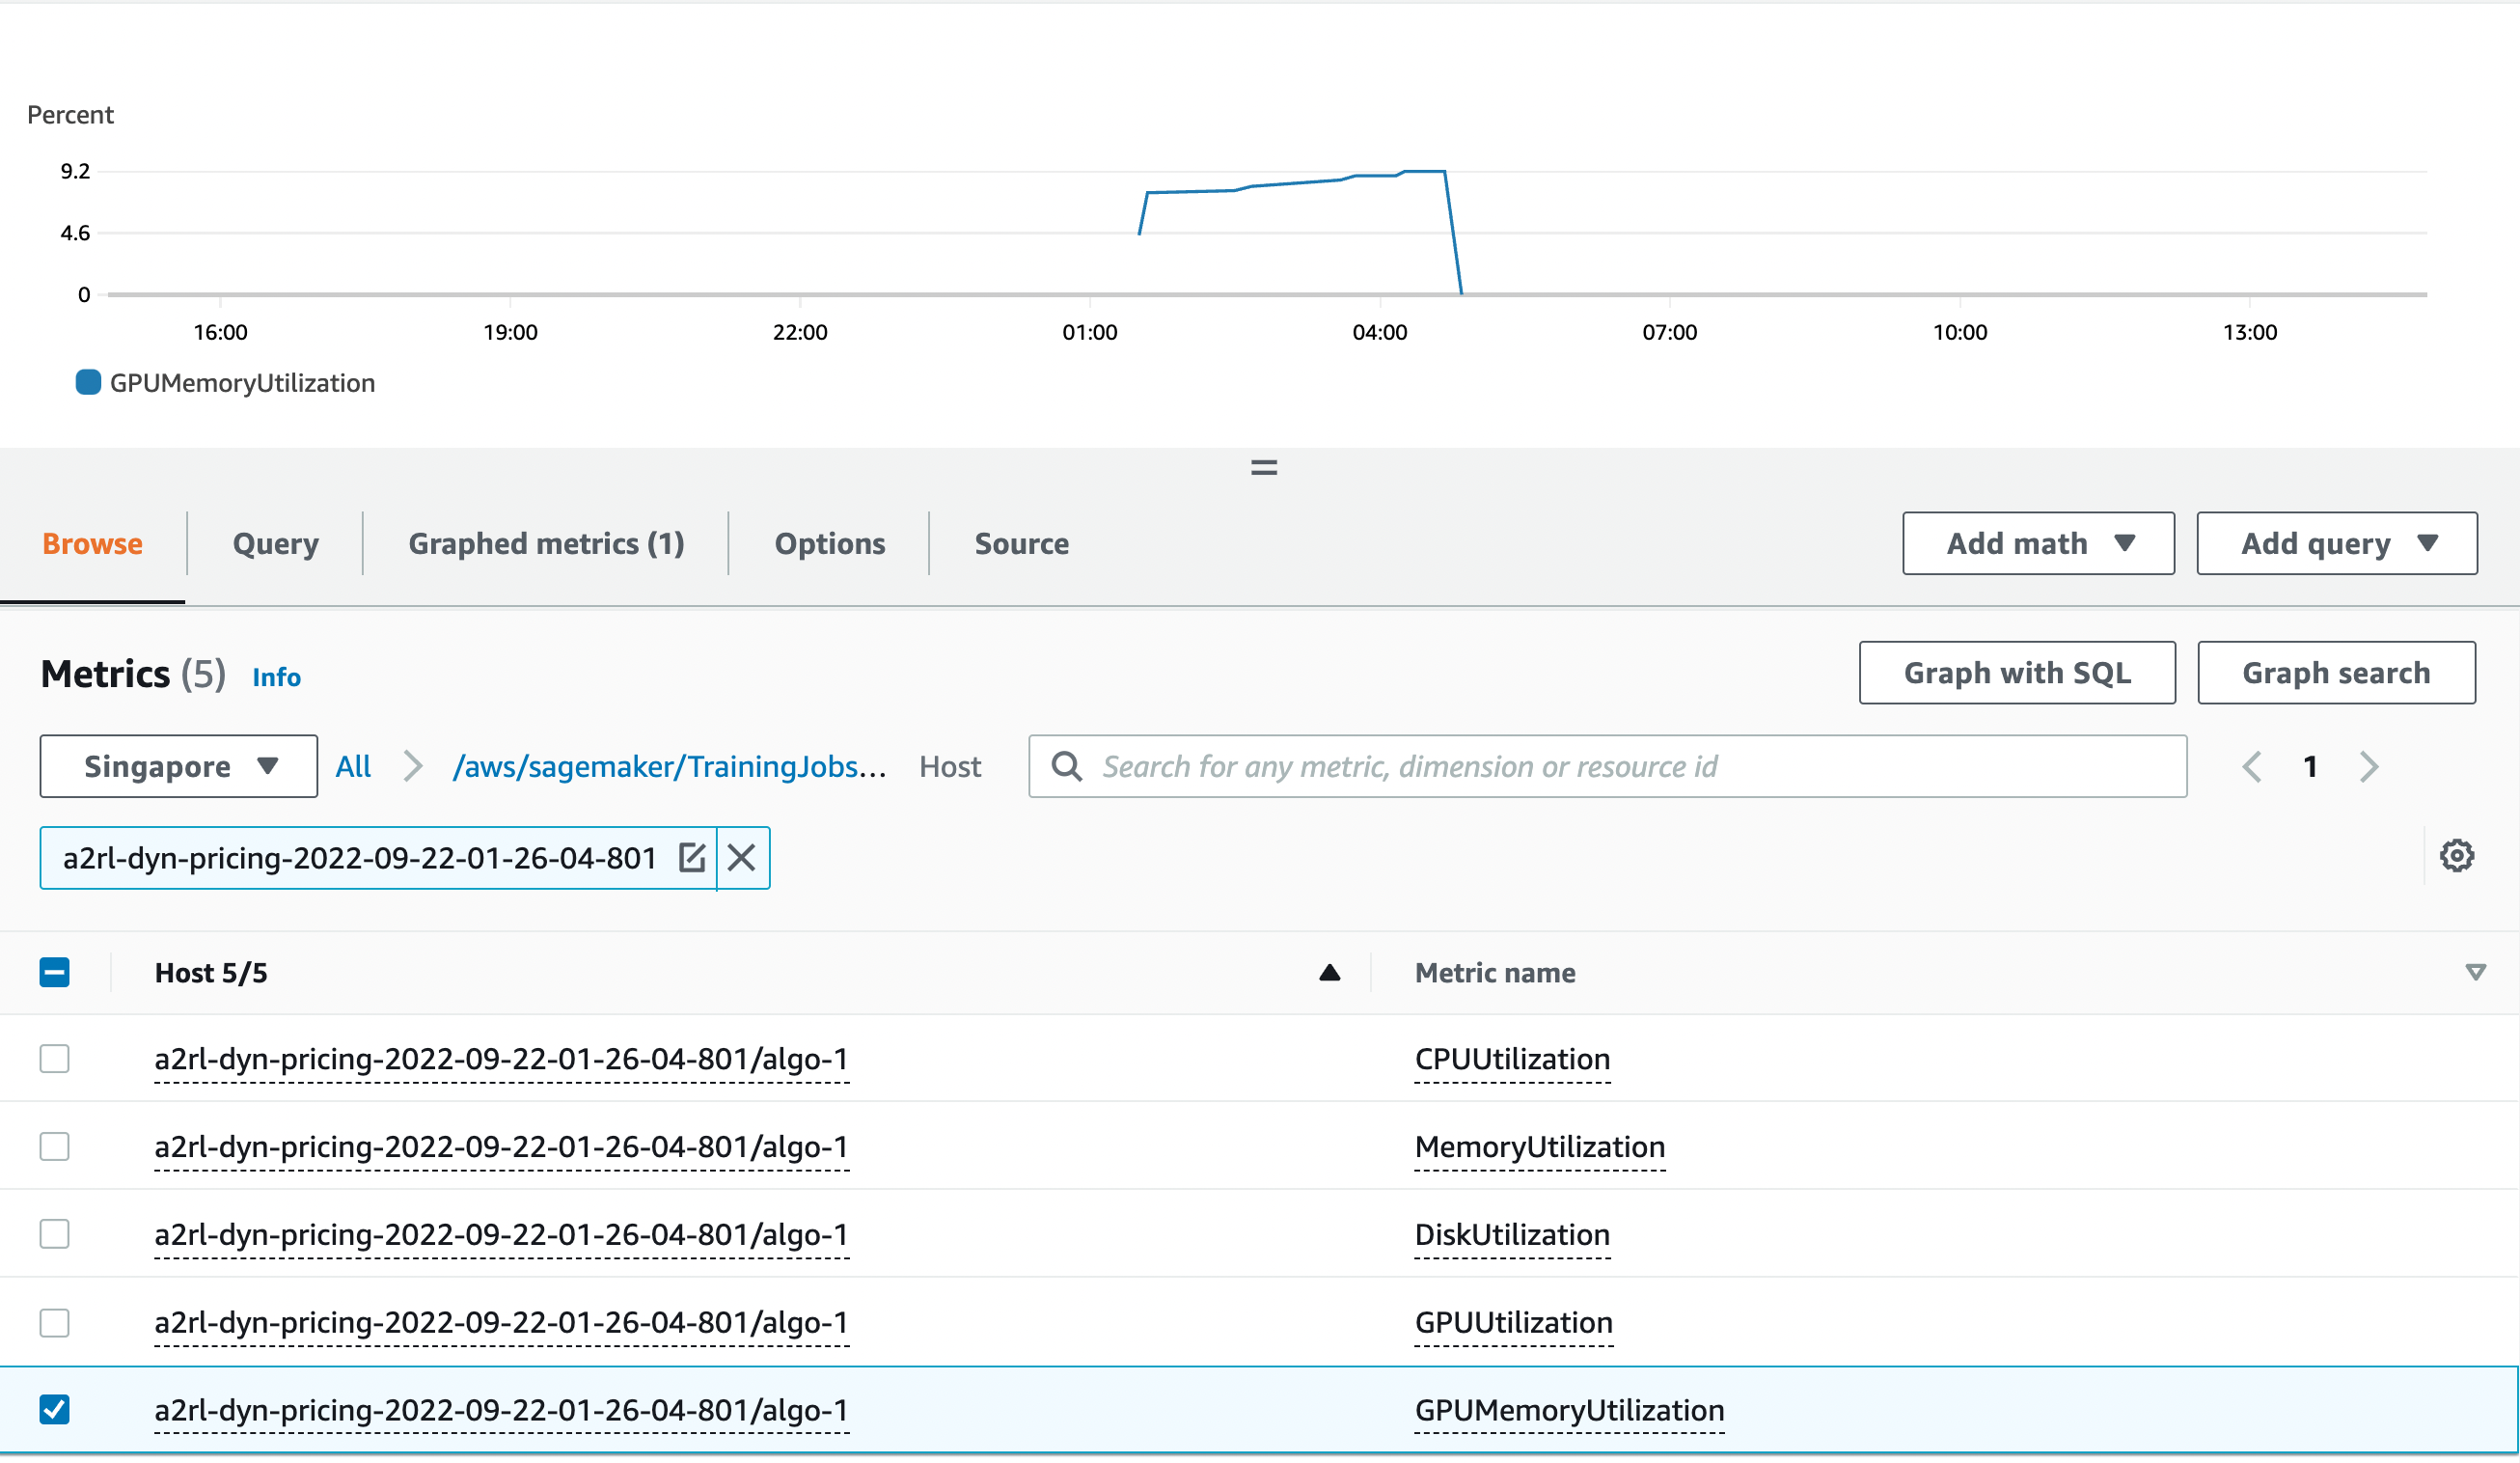 Percent
9.2
4.6
0
16:00 19:00 22:00 01:00 04:00 07:00 10:00 13:00
GPUMemoryUtilization
Browse Query Graphed metrics (1) Options Source Add math Add query
Metrics (5) Info Graph with SQL Graph search
Singapore All /aws/sagemaker/TrainingJobs... Host Search for any metric, dimension or resource id 1
a2rl-dyn-pricing-2022-09-22-01-26-04-801
Host 5/5 Metric name
a2rl-dyn-pricing-2022-09-22-01-26-04-801/algo-1 CPUUtilization
a2rl-dyn-pricing-2022-09-22-01-26-04-801/algo-1 MemoryUtilization
a2rl-dyn-pricing-2022-09-22-01-26-04-801/algo-1 DiskUtilization
a2rl-dyn-pricing-2022-09-22-01-26-04-801/algo-1 GPUUtilization
a2rl-dyn-pricing-2022-09-22-01-26-04-801/algo-1 GPUMemoryUtilization